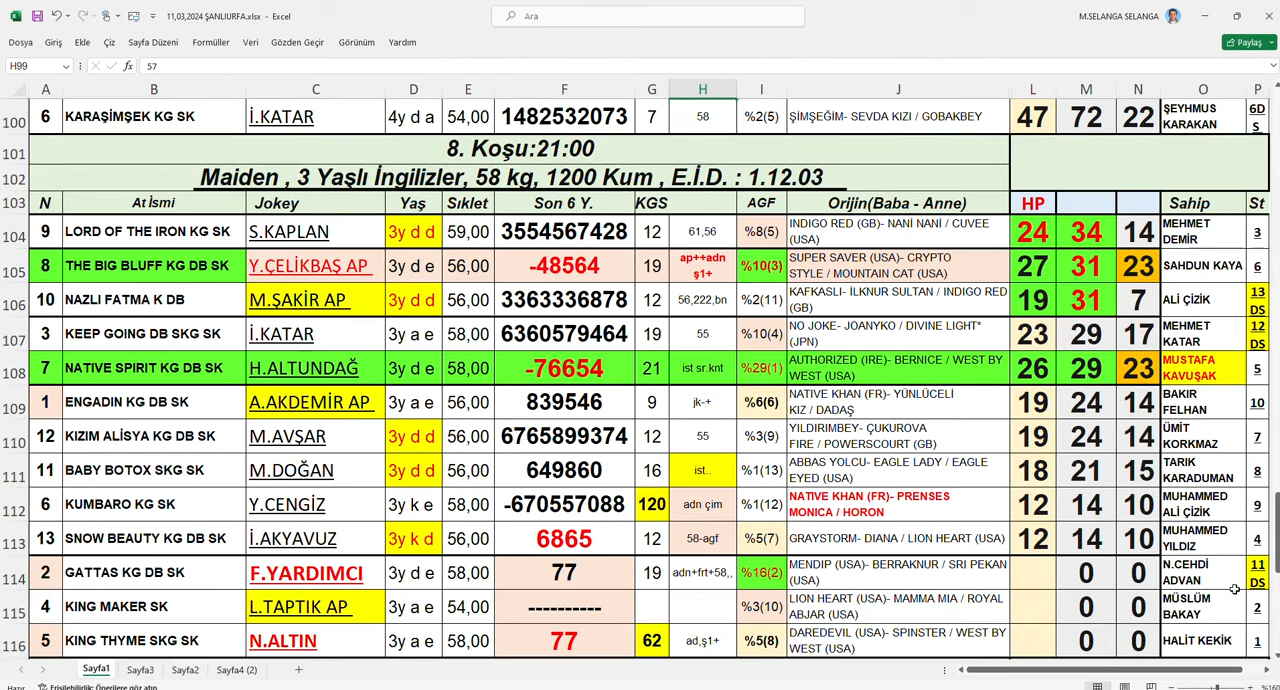 11,03,2024 ŞANLIURFA.xlsx - Excel
Ara
M.SELANGA SELANGA
Dosya Giriş Ekle Çiz Sayfa Düzeni Formüller Veri Gözden Geçir Görünüm Yardım
Paylaş
H99 fx 57
A B C D E F G H I J L M N O P
100 6 KARAŞİMŞEK KG SK İ.KATAR 4y d a 54,00 1482532073 7 58 %2(5) ŞİMŞEĞİM- SEVDA KIZI / GOBAKBEY 47 72 22 ŞEYHMUS KARAKAN 6D S
101 8. Koşu:21:00
102 Maiden , 3 Yaşlı İngilizler, 58 kg, 1200 Kum , E.İ.D. : 1.12.03
103 N At İsmi Jokey Yaş Sıklet Son 6 Y. KGS AGF Orijin(Baba - Anne) HP Sahip St
104 9 LORD OF THE IRON KG SK S.KAPLAN 3y d d 59,00 3554567428 12 61,56 %8(5) INDIGO RED (GB)- NANİ NANİ / CUVEE (USA) 24 34 14 MEHMET DEMİR 3
105 8 THE BIG BLUFF KG DB SK Y.ÇELİKBAŞ AP 3y d e 56,00 -48564 19 ap++adn ş1+ %10(3) SUPER SAVER (USA)- CRYPTO STYLE / MOUNTAIN CAT (USA) 27 31 23 SAHDUN KAYA 6
106 10 NAZLI FATMA K DB M.ŞAKİR AP 3y d d 56,00 3363336878 12 56,222,bn %2(11) KAFKASLI- İLKNUR SULTAN / INDIGO RED (GB) 19 31 7 ALİ ÇİZİK 13 DS
107 3 KEEP GOING DB SKG SK İ.KATAR 3y a e 58,00 6360579464 19 55 %10(4) NO JOKE- JOANYKO / DIVINE LIGHT* (JPN) 23 29 17 MEHMET KATAR 12 DS
108 7 NATIVE SPIRIT KG DB SK H.ALTUNDAĞ 3y d e 58,00 -76654 21 ist sr.knt %29(1) AUTHORIZED (IRE)- BERNICE / WEST BY WEST (USA) 26 29 23 MUSTAFA KAVUŞAK 5
109 1 ENGADIN KG DB SK A.AKDEMİR AP 3y a e 56,00 839546 9 jk-+ %6(6) NATIVE KHAN (FR)- YÜNLÜCELİ KIZ / DADAŞ 19 24 14 BAKIR FELHAN 10
110 12 KIZIM ALİSYA KG DB SK M.AVŞAR 3y d d 56,00 6765899374 12 55 %3(9) YILDIRIMBEY- ÇUKUROVA FIRE / POWERSCOURT (GB) 19 24 14 ÜMİT KORKMAZ 7
111 11 BABY BOTOX SKG SK M.DOĞAN 3y d d 56,00 649860 16 ist.. %1(13) ABBAS YOLCU- EAGLE LADY / EAGLE EYED (USA) 18 21 15 TARIK KARADUMAN 8
112 6 KUMBARO KG SK Y.CENGİZ 3y k e 58,00 -670557088 120 adn çim %1(12) NATIVE KHAN (FR)- PRENSES MONICA / HORON 12 14 10 MUHAMMED ALİ ÇİZİK 9
113 13 SNOW BEAUTY KG DB SK İ.AKYAVUZ 3y k d 56,00 6865 12 58-agf %5(7) GRAYSTORM- DIANA / LION HEART (USA) 12 14 10 MUHAMMED YILDIZ 4
114 2 GATTAS KG DB SK F.YARDIMCI 3y d e 58,00 77 19 adn+frt+58,, %16(2) MENDIP (USA)- BERRAKNUR / SRI PEKAN (USA) 0 0 N.CEHDİ ADVAN 11 DS
115 4 KING MAKER SK L.TAPTIK AP 3y a e 54,00 ---------- %3(10) LION HEART (USA)- MAMMA MIA / ROYAL ABJAR (USA) 0 0 MÜSLÜM BAKAY 2
116 5 KING THYME SKG SK N.ALTIN 3y a e 58,00 77 62 ad,ş1+ %5(8) DAREDEVIL (USA)- SPINSTER / WEST BY WEST (USA) 0 0 HALİT KEKİK 1
Sayfa1 Sayfa3 Sayfa2 Sayfa4 (2)
Hazır Erişilebilirlik: Önerilere göz atın %160